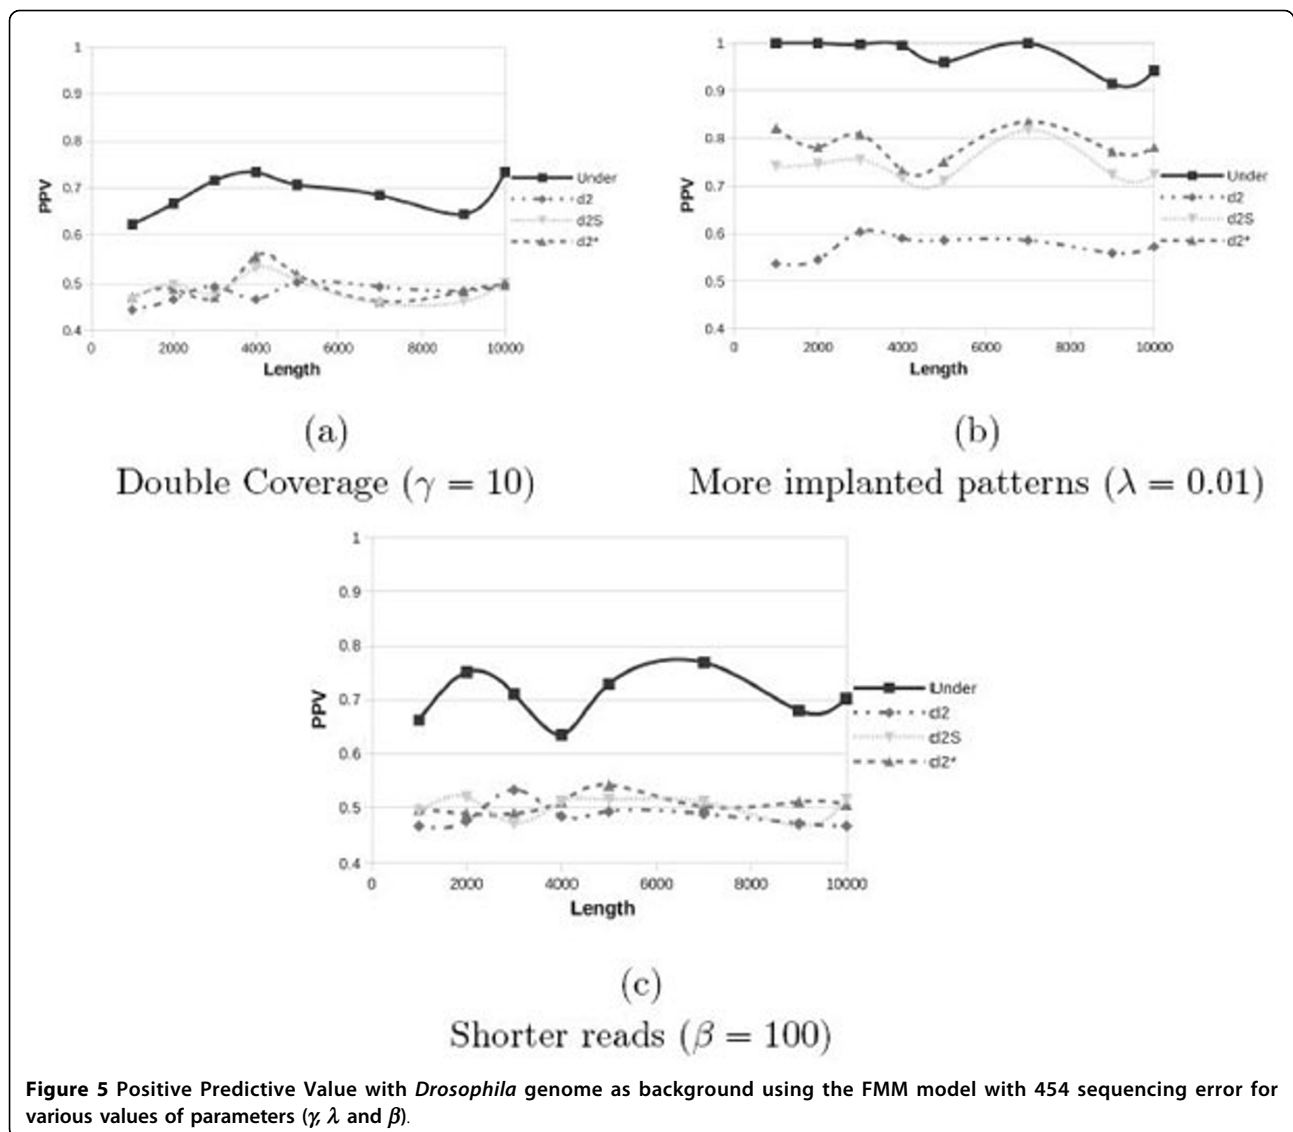 1
0.9
0.8
0.7
0.6
0.5
0.4
PPV
0
2000
4000
6000
8000
10000
Length
Under
d2
d2S
d2*
(a)
Double Coverage (γ = 10)
1
0.9
0.8
0.7
0.6
0.5
0.4
PPV
0
2000
4000
6000
8000
10000
Length
Under
d2
d2S
d2*
(b)
More implanted patterns (λ = 0.01)
1
0.9
0.8
0.7
0.6
0.5
0.4
PPV
0
2000
4000
6000
8000
10000
Length
Under
d2
d2S
d2*
(c)
Shorter reads (β = 100)
Figure 5 Positive Predictive Value with Drosophila genome as background using the FMM model with 454 sequencing error for
various values of parameters (γ, λ and β).